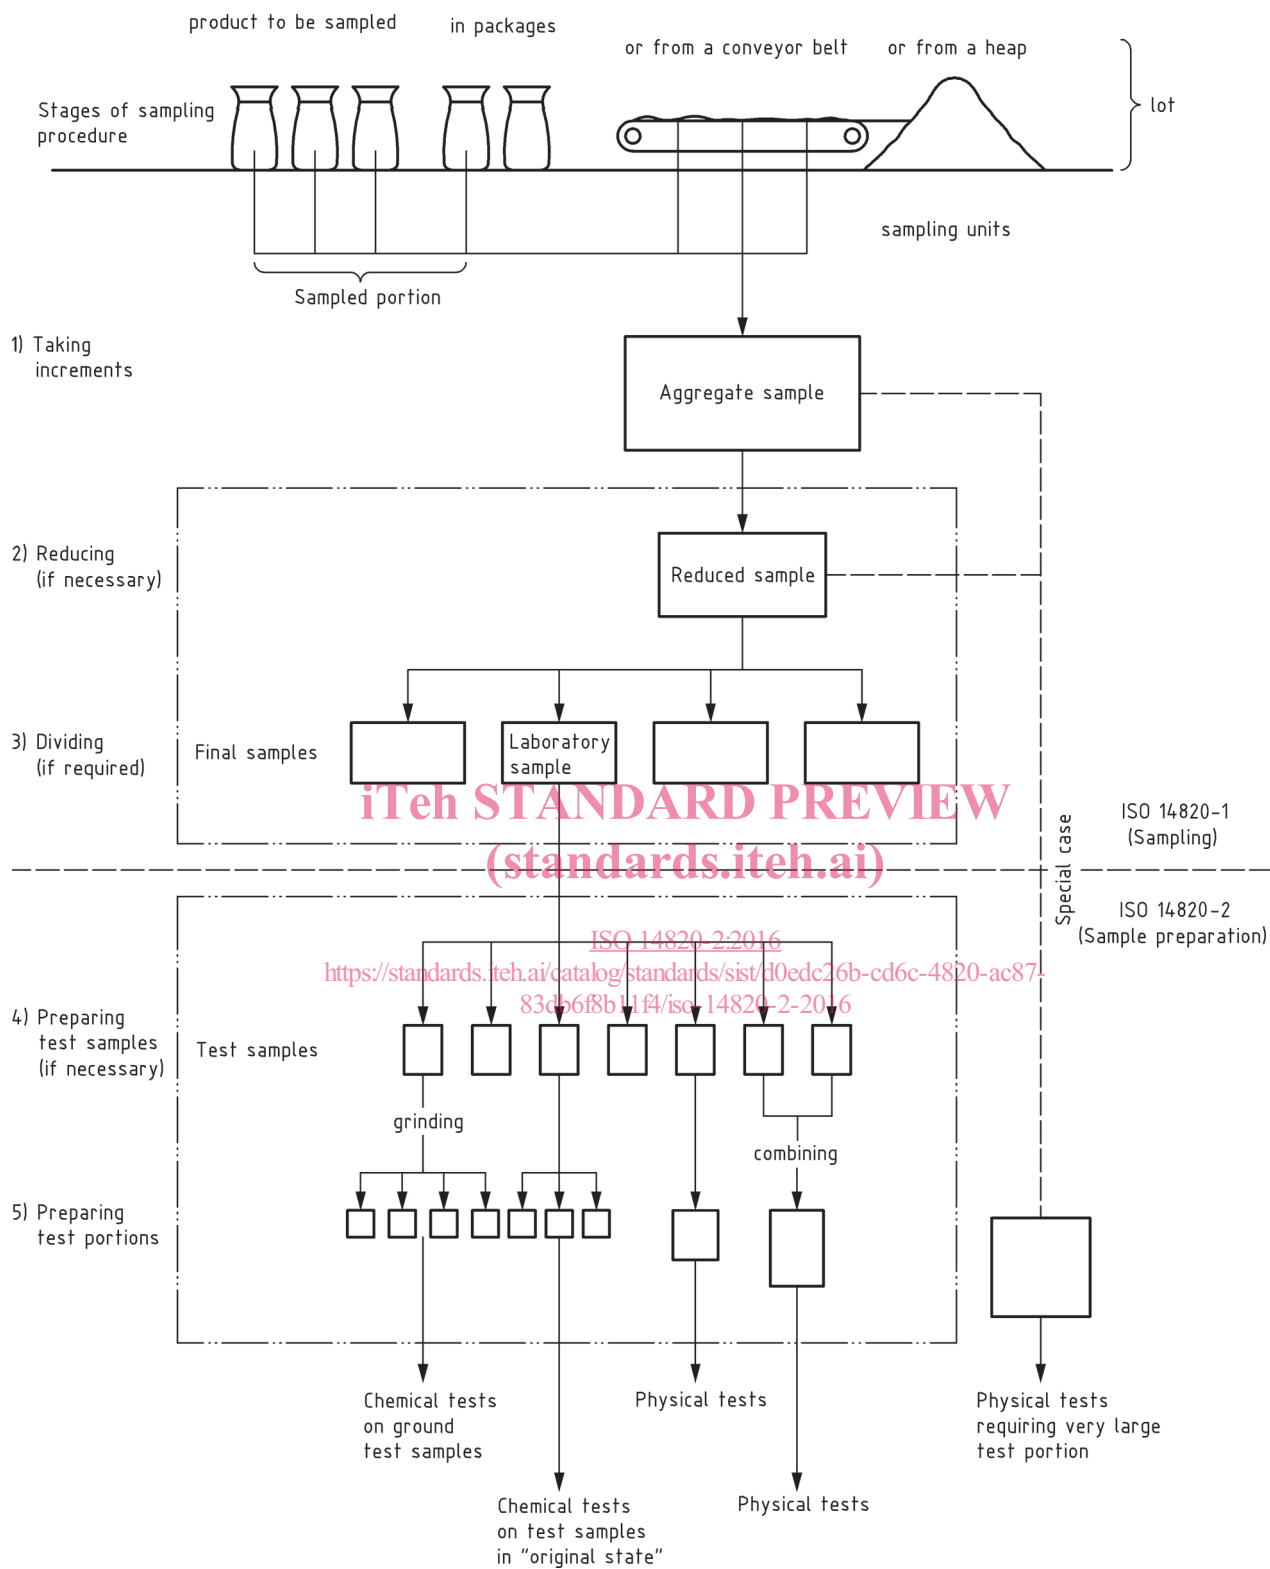 product to be sampled
in packages
or from a conveyor belt
or from a heap
Stages of sampling
procedure
lot
sampling units
Sampled portion
1) Taking
increments
Aggregate sample
2) Reducing
(if necessary)
Reduced sample
3) Dividing
(if required)
Final samples
Laboratory
sample
iTeh STANDARD PREVIEW
(standards.iteh.ai)
ISO 14820-1
(Sampling)
Special case
ISO 14820-2
(Sample preparation)
ISO 14820-2:2016
https://standards.iteh.ai/catalog/standards/sist/d0edc26b-cd6c-4820-ac87-
83db6f8b11f4/iso-14820-2-2016
4) Preparing
test samples
(if necessary)
Test samples
grinding
combining
5) Preparing
test portions
Chemical tests
on ground
test samples
Physical tests
Physical tests
requiring very large
test portion
Chemical tests
on test samples
in "original state"
Physical tests